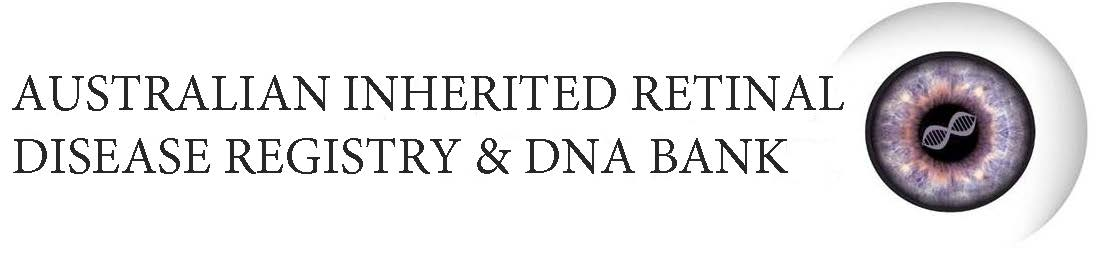 AUSTRALIAN INHERITED RETINAL
DISEASE REGISTRY & DNA BANK